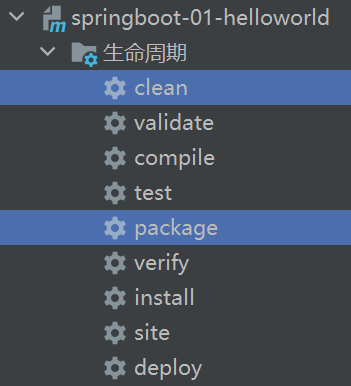 springboot-01-helloworld
生命周期
clean
validate
compile
test
package
verify
install
site
deploy